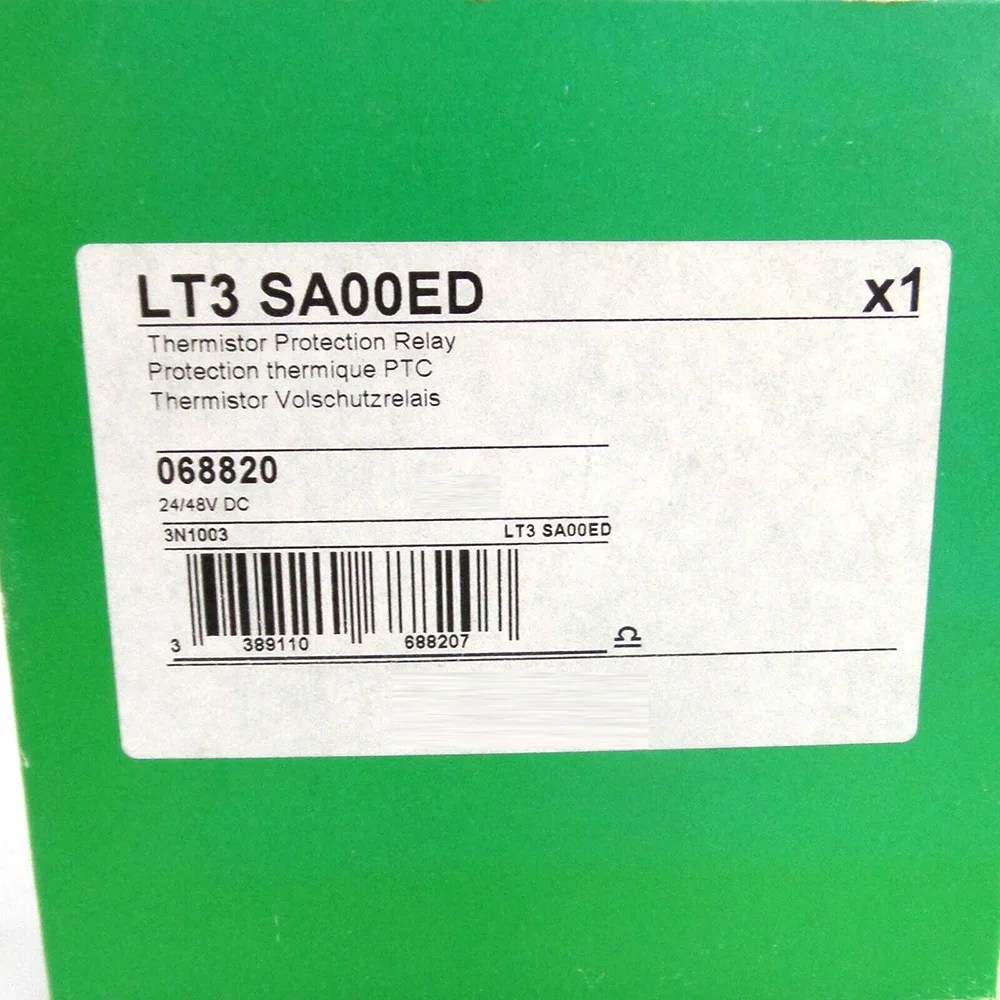 LT3 SA00ED x1
Thermistor Protection Relay
Protection thermique PTC
Thermistor Volschutzrelais
068820
24/48V DC
3N1003 LT3 SA00ED
3 389110 688207